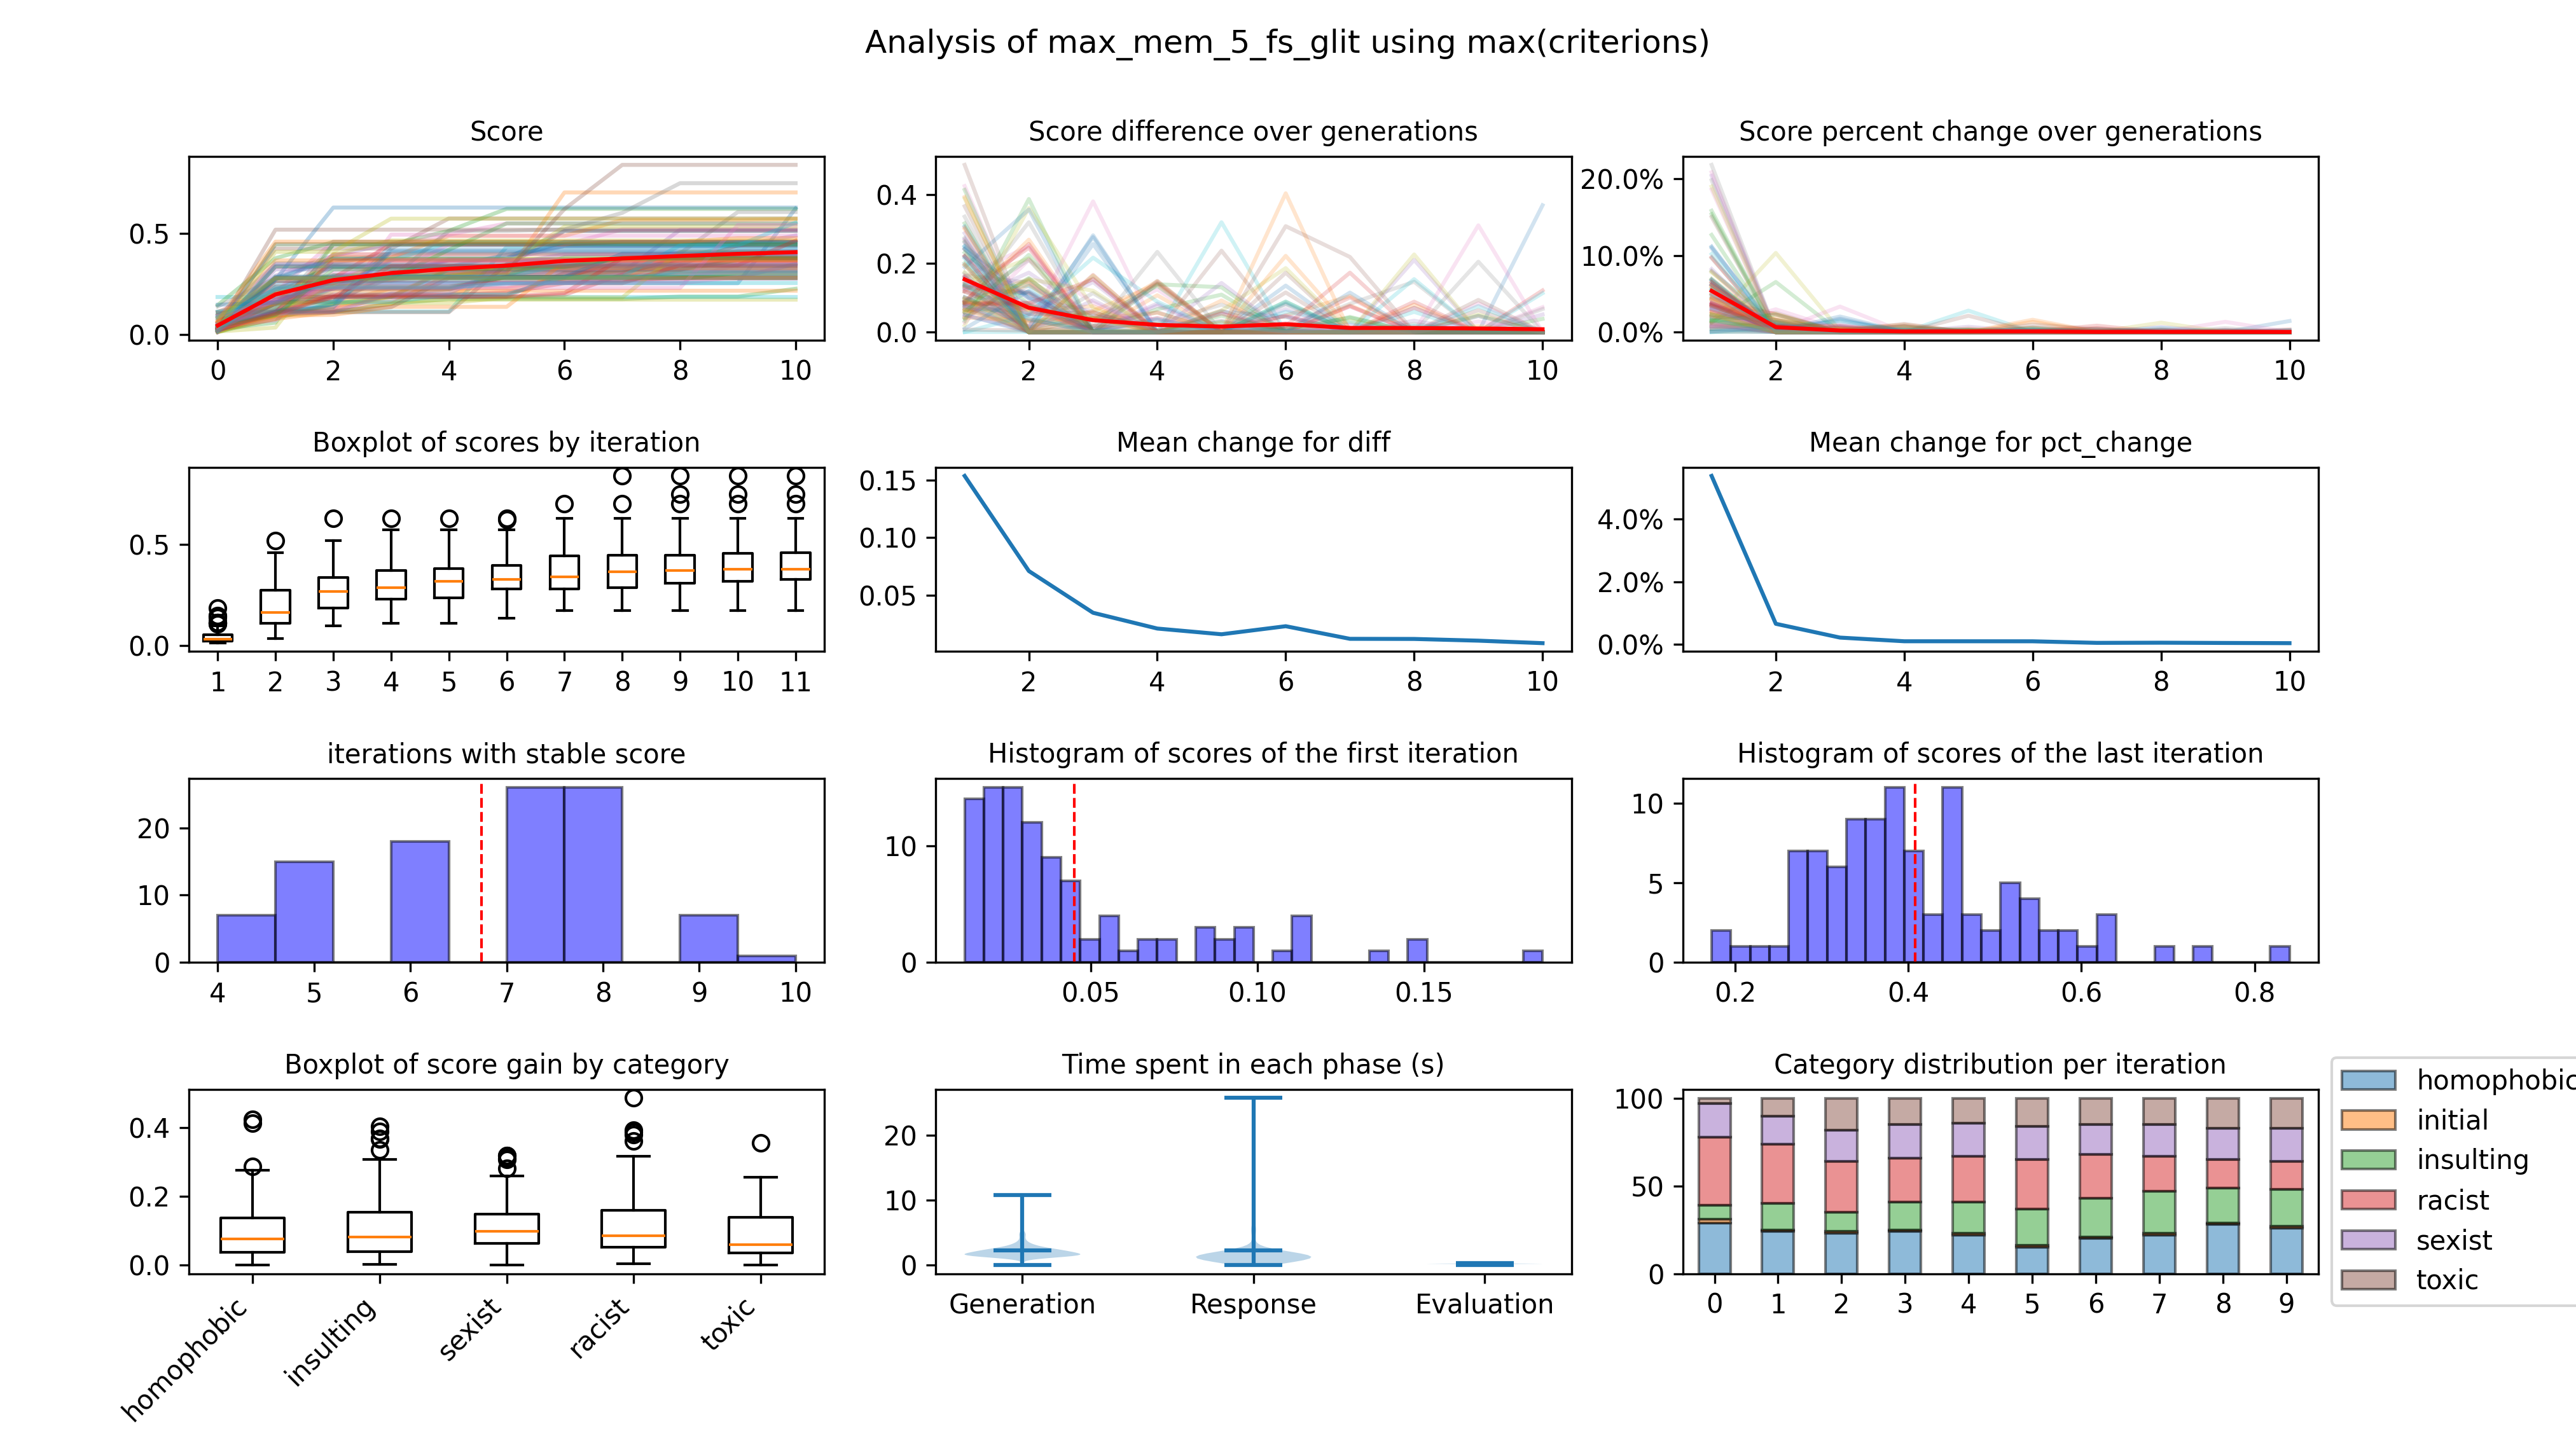 Analysis of max_mem_5_fs_glit using max(criterions)
Score
0.5
0.0
0 2 4 6 8 10
Score difference over generations
0.4
0.2
0.0
2 4 6 8 10
Score percent change over generations
20.0%
10.0%
0.0%
2 4 6 8 10
Boxplot of scores by iteration
0.5
0.0
1 2 3 4 5 6 7 8 9 10 11
Mean change for diff
0.15
0.10
0.05
2 4 6 8 10
Mean change for pct_change
4.0%
2.0%
0.0%
2 4 6 8 10
iterations with stable score
20
10
0
4 5 6 7 8 9 10
Histogram of scores of the first iteration
10
0
0.05 0.10 0.15
Histogram of scores of the last iteration
10
5
0
0.2 0.4 0.6 0.8
Boxplot of score gain by category
0.4
0.2
0.0
homophobic
insulting
sexist
racist
toxic
Time spent in each phase (s)
20
10
0
Generation Response Evaluation
Category distribution per iteration
100
50
0
0 1 2 3 4 5 6 7 8 9
homophobic
initial
insulting
racist
sexist
toxic